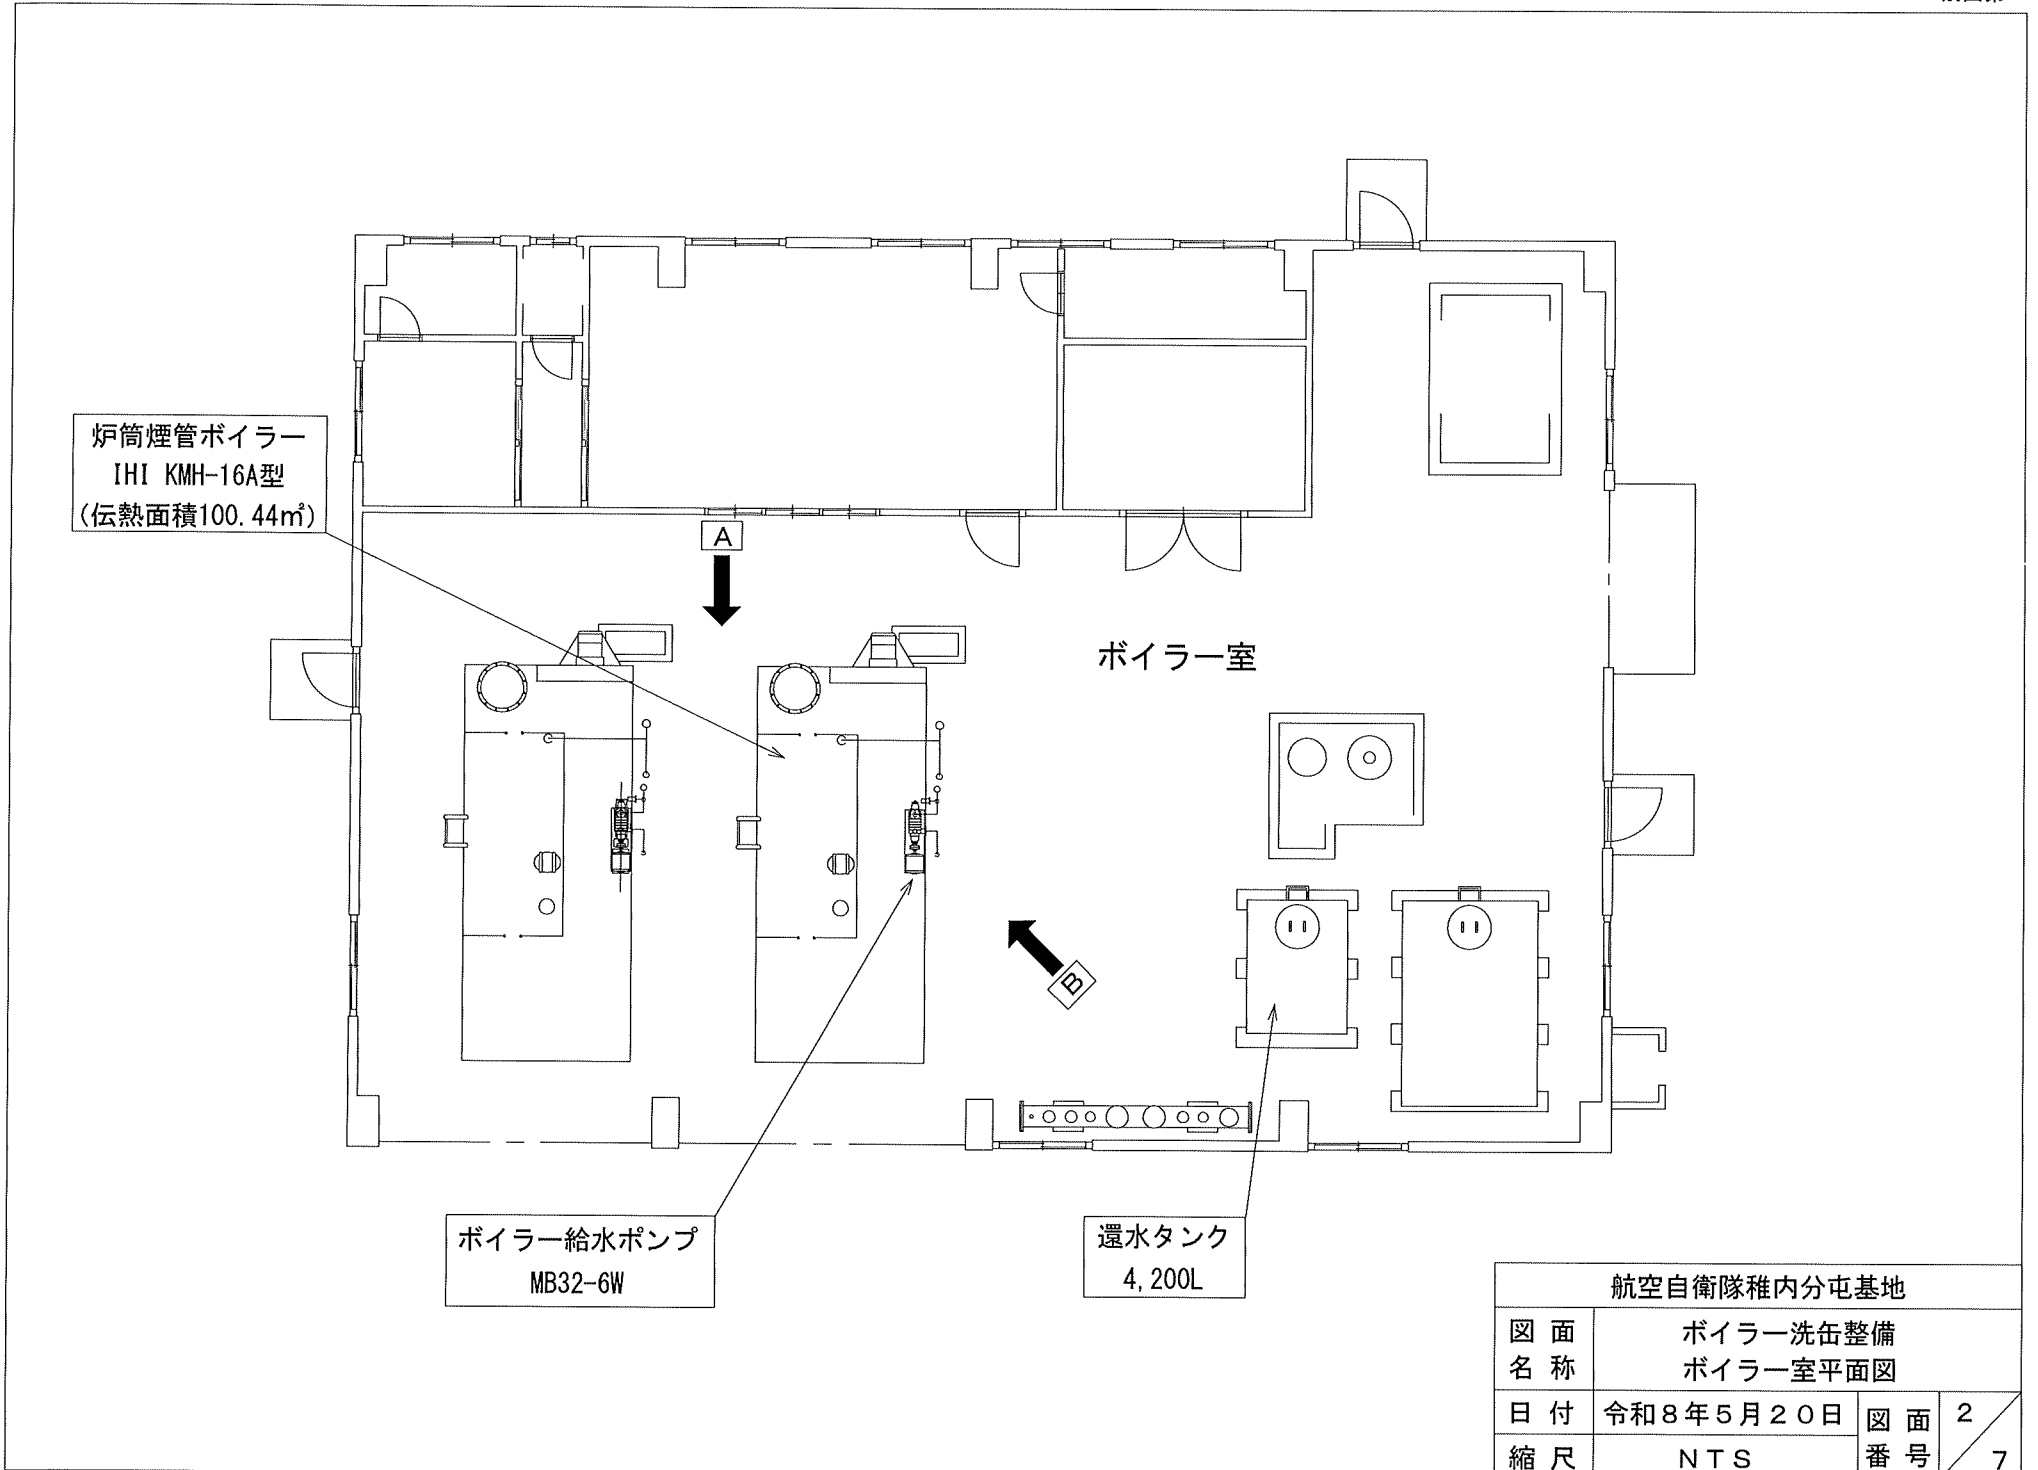 炉筒煙管ボイラー
IHI KMH-16A型
(伝熱面積100.44㎡)
A
ボイラー室
B
ボイラー給水ポンプ
MB32-6W
還水タンク
4,200L
航空自衛隊稚内分屯基地
図面名称
ボイラー洗缶整備
ボイラー室平面図
日付 令和8年5月20日
図面番号 2/7
縮尺 NTS